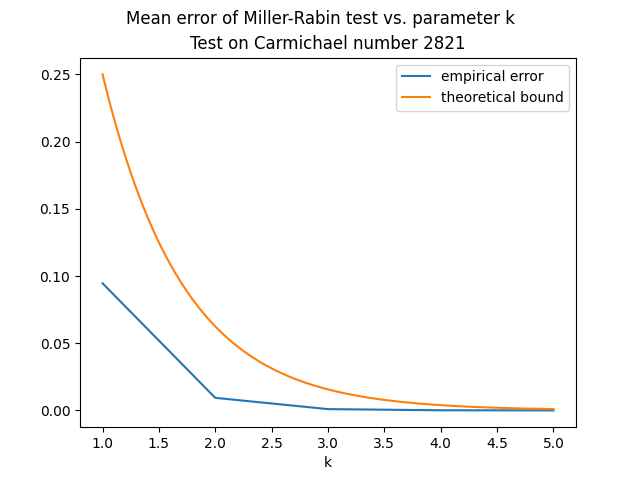 Mean error of Miller-Rabin test vs. parameter k
Test on Carmichael number 2821
empirical error
theoretical bound
0.25
0.20
0.15
0.10
0.05
0.00
1.0 1.5 2.0 2.5 3.0 3.5 4.0 4.5 5.0
k